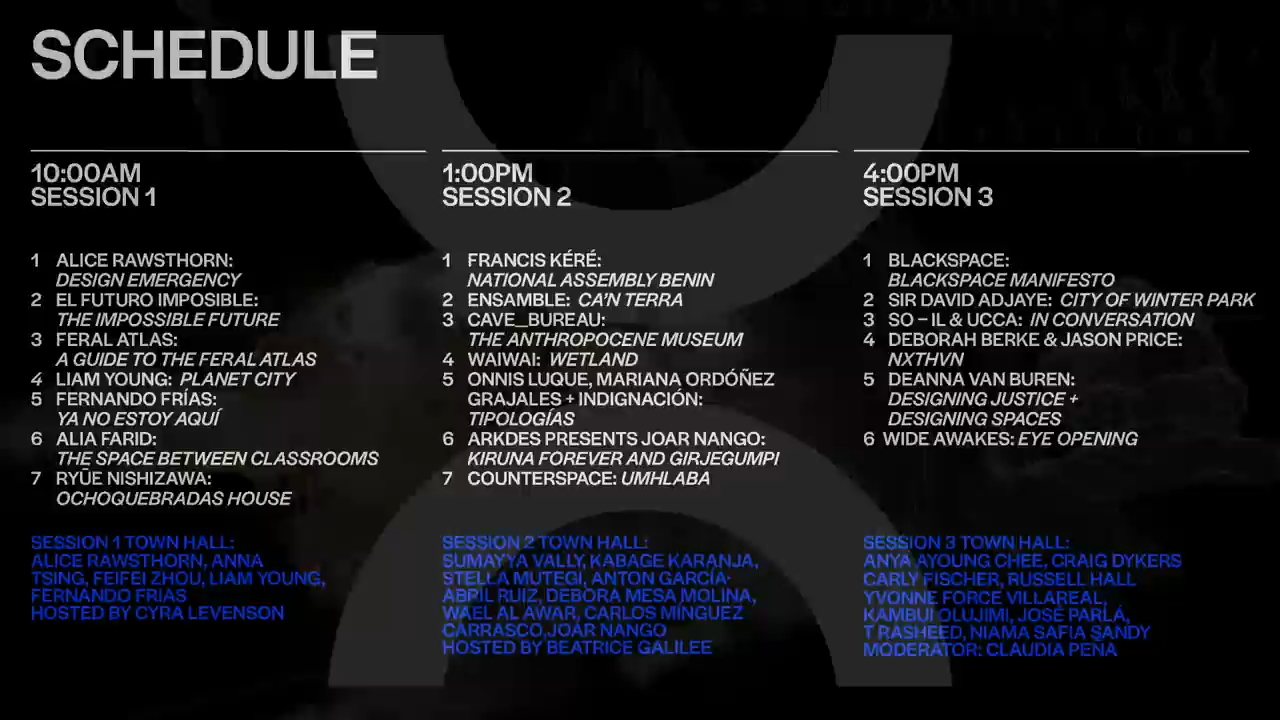 SCHEDULE
10:00AM
SESSION 1
1 ALICE RAWSTHORN:
DESIGN EMERGENCY
2 EL FUTURO IMPOSIBLE:
THE IMPOSSIBLE FUTURE
3 FERAL ATLAS:
A GUIDE TO THE FERAL ATLAS
4 LIAM YOUNG: PLANET CITY
5 FERNANDO FRÍAS:
YA NO ESTOY AQUÍ
6 ALIA FARID:
THE SPACE BETWEEN CLASSROOMS
7 RYŪE NISHIZAWA:
OCHOQUEBRADAS HOUSE
SESSION 1 TOWN HALL:
ALICE RAWSTHORN, ANNA
TSING, FEIFEI ZHOU, LIAM YOUNG,
FERNANDO FRÍAS
HOSTED BY CYRA LEVENSON
1:00PM
SESSION 2
1 FRANCIS KÉRÉ:
NATIONAL ASSEMBLY BENIN
2 ENSAMBLE: CA'N TERRA
3 CAVE_BUREAU:
THE ANTHROPOCENE MUSEUM
4 WAIWAI: WETLAND
5 ONNIS LUQUE, MARIANA ORDÓÑEZ
GRAJALES + INDIGNACIÓN:
TIPOLOGÍAS
6 ARKDES PRESENTS JOAR NANGO:
KIRUNA FOREVER AND GIRJEGUMPI
7 COUNTERSPACE: UMHLABA
SESSION 2 TOWN HALL:
SUMAYYA VALLY, KABAGE KARANJA,
STELLA MUTEGI, ANTON GARCÍA-
ABRIL RUIZ, DEBORA MESA MOLINA,
WAEL AL AWAR, CARLOS MÍNGUEZ
CARRASCO,JOAR NANGO
HOSTED BY BEATRICE GALILEE
4:00PM
SESSION 3
1 BLACKSPACE:
BLACKSPACE MANIFESTO
2 SIR DAVID ADJAYE: CITY OF WINTER PARK
3 SO – IL & UCCA: IN CONVERSATION
4 DEBORAH BERKE & JASON PRICE:
NXTHVN
5 DEANNA VAN BUREN:
DESIGNING JUSTICE +
DESIGNING SPACES
6 WIDE AWAKES: EYE OPENING
SESSION 3 TOWN HALL:
ANYA AYOUNG CHEE, CRAIG DYKERS
CARLY FISCHER, RUSSELL HALL
YVONNE FORCE VILLAREAL,
KAMBUI OLUJIMI, JOSÉ PARLÁ,
T RASHEED, NIAMA SAFIA SANDY
MODERATOR: CLAUDIA PEÑA